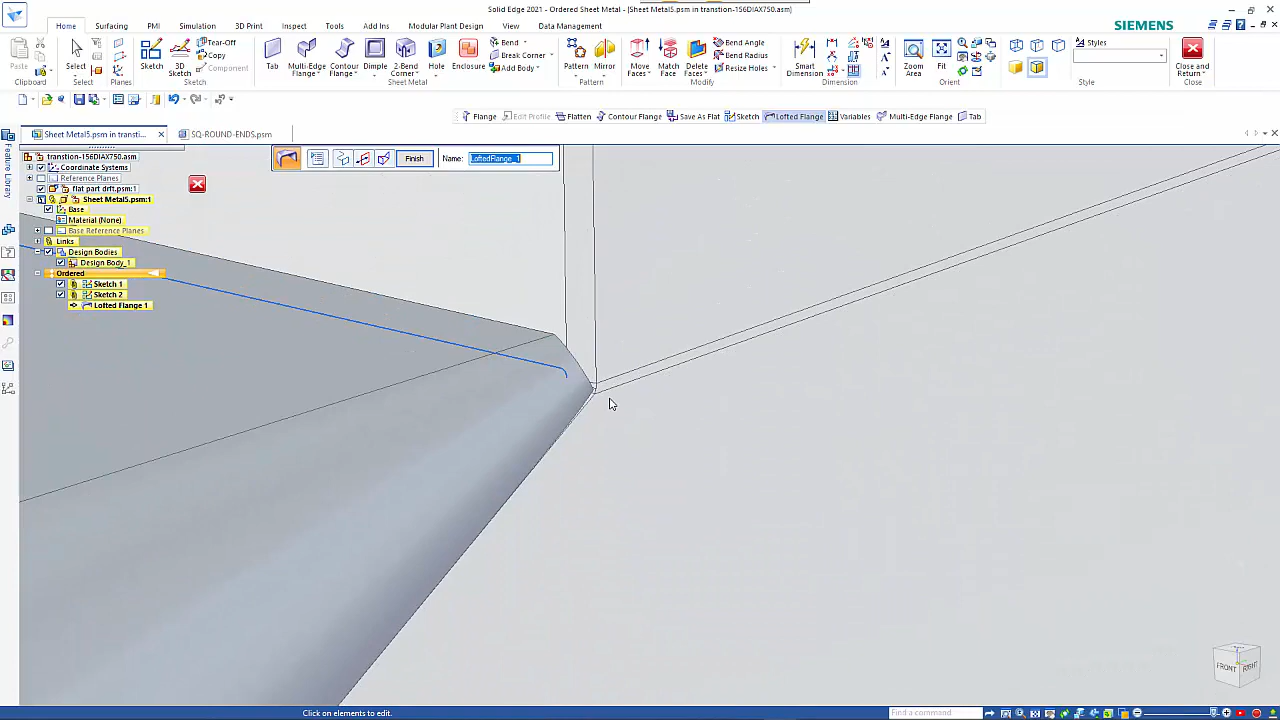 Solid Edge 2021 - Ordered Sheet Metal - [Sheet Metal5.psm in transtion-156DIAX750.asm]
Home Surfacing PMI Simulation 3D Print Inspect Tools Add Ins Modular Plant Design View Data Management
SIEMENS
Paste Tear-Off Copy Component
Select Sketch 3D Sketch Tab Multi-Edge Flange Contour Flange Dimple 2-Bend Corner Hole Enclosure Bend Break Corner Add Body
Pattern Mirror Move Faces Match Face Delete Faces Bend Angle Bend Radius Resize Holes Smart Dimension Zoom Area Fit Styles Close and Return
Clipboard Select Planes Sketch Sheet Metal Pattern Modify Dimension Orient Style Close
Flange Edit Profile Flatten Contour Flange Save As Flat Sketch Lofted Flange Variables Multi-Edge Flange Tab
Sheet Metal5.psm in transti... SQ-ROUND-ENDS.psm
Feature Library
transtion-156DIAX750.asm
Coordinate Systems
Reference Planes
flat part drft.psm:1
Sheet Metal5.psm:1
Base
Material (None)
Base Reference Planes
Links
Design Bodies
Design Body_1
Ordered
Sketch 1
Sketch 2
Lofted Flange 1
Finish Name: LoftedFlange_1
FRONT RIGHT
Click on elements to edit.
Find a command